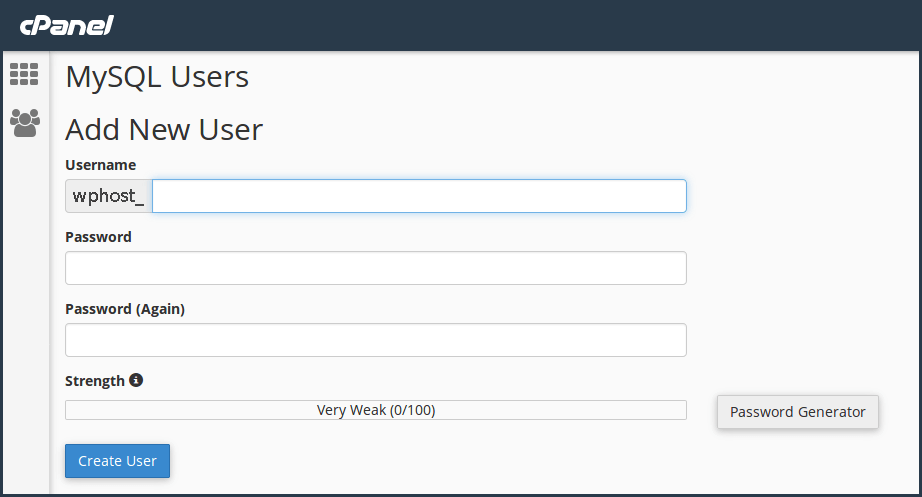 cPanel
MySQL Users
Add New User
Username
wphost_
Password
Password (Again)
Strength
Very Weak (0/100)
Password Generator
Create User